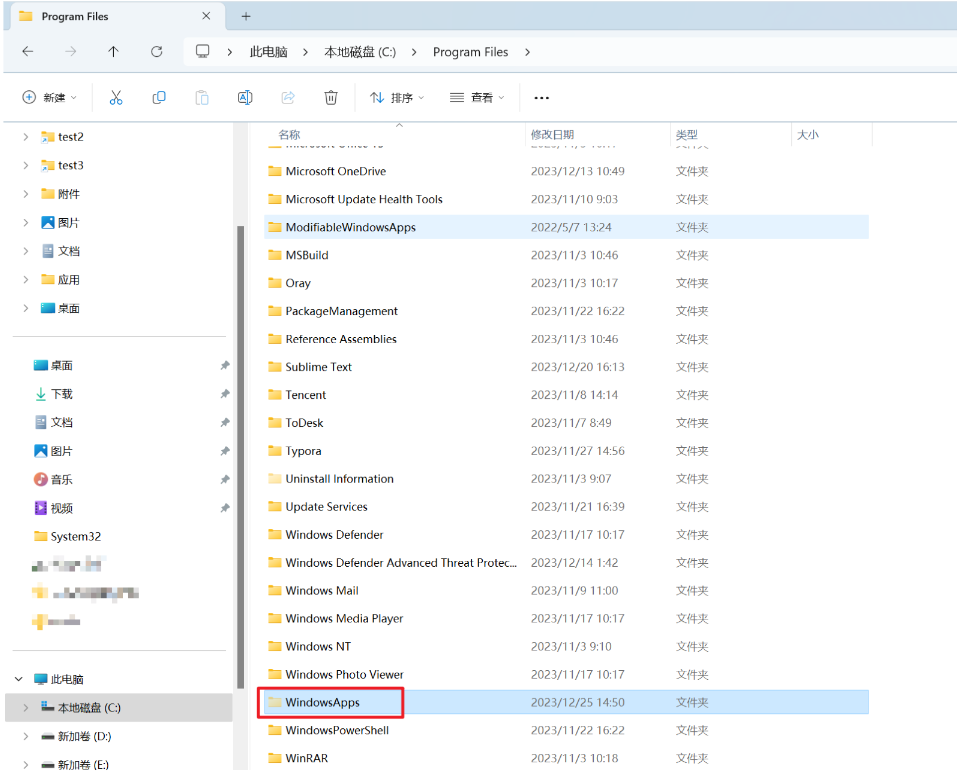 Program Files
此电脑 本地磁盘 (C:) Program Files
新建 排序 查看
名称 修改日期 类型 大小
test2
test3
附件
图片
文档
应用
桌面
桌面
下载
文档
图片
音乐
视频
System32
此电脑
本地磁盘 (C:)
新加卷 (D:)
新加卷 (E:)
Microsoft OneDrive 2023/12/13 10:49 文件夹
Microsoft Update Health Tools 2023/11/10 9:03 文件夹
ModifiableWindowsApps 2022/5/7 13:24 文件夹
MSBuild 2023/11/3 10:46 文件夹
Oray 2023/11/3 10:17 文件夹
PackageManagement 2023/11/22 16:22 文件夹
Reference Assemblies 2023/11/3 10:46 文件夹
Sublime Text 2023/12/20 16:13 文件夹
Tencent 2023/11/8 14:14 文件夹
ToDesk 2023/11/7 8:49 文件夹
Typora 2023/11/27 14:56 文件夹
Uninstall Information 2023/11/3 9:07 文件夹
Update Services 2023/11/21 16:39 文件夹
Windows Defender 2023/11/17 10:17 文件夹
Windows Defender Advanced Threat Protec... 2023/12/14 1:42 文件夹
Windows Mail 2023/11/9 11:00 文件夹
Windows Media Player 2023/11/17 10:17 文件夹
Windows NT 2023/11/3 9:10 文件夹
Windows Photo Viewer 2023/11/17 10:17 文件夹
WindowsApps 2023/12/25 14:50 文件夹
WindowsPowerShell 2023/11/22 16:22 文件夹
WinRAR 2023/11/3 10:18 文件夹